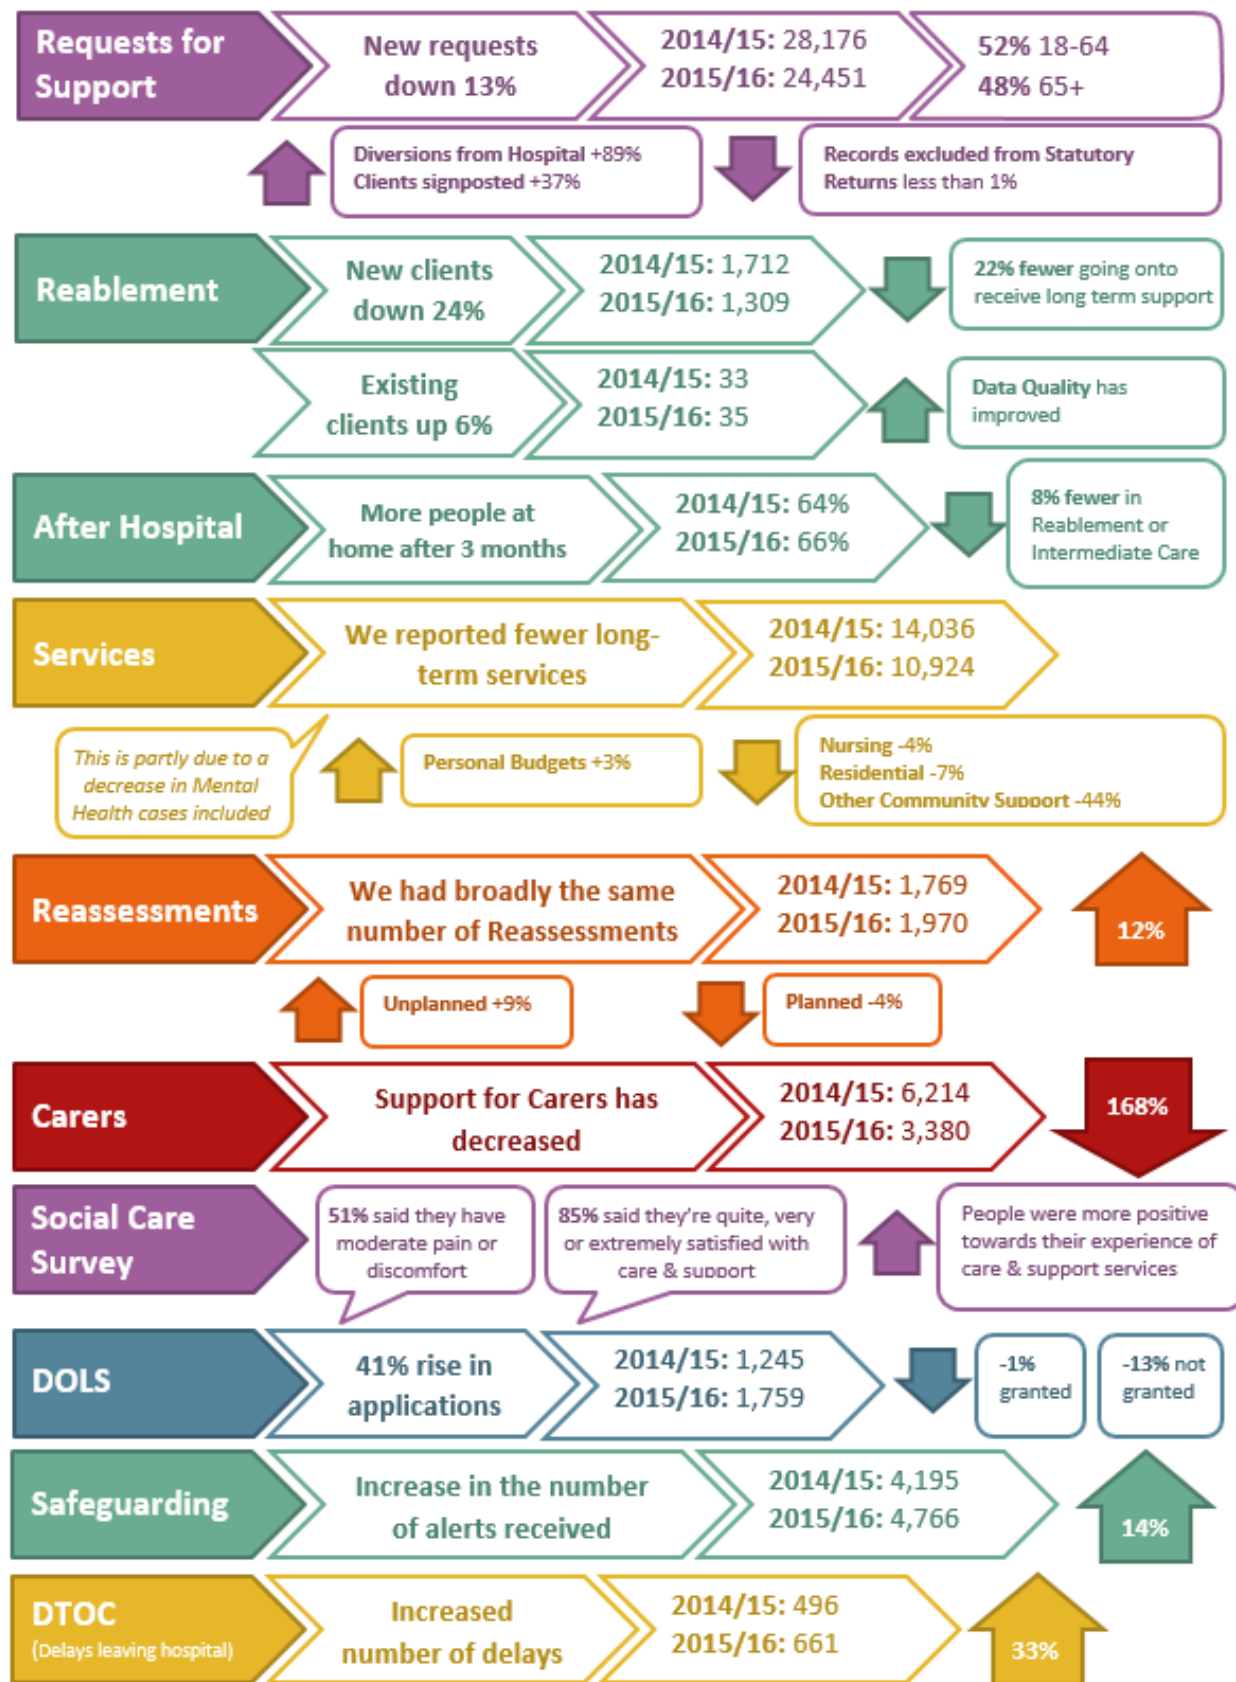 Requests for
Support
New requests
down 13%
2014/15: 28,176
2015/16: 24,451
52% 18-64
48% 65+
Diversions from Hospital +89%
Clients signposted +37%
Records excluded from Statutory
Returns less than 1%
Reablement
New clients
down 24%
2014/15: 1,712
2015/16: 1,309
22% fewer going onto
receive long term support
Existing
clients up 6%
2014/15: 33
2015/16: 35
Data Quality has
improved
After Hospital
More people at
home after 3 months
2014/15: 64%
2015/16: 66%
8% fewer in
Reablement or
Intermediate Care
Services
We reported fewer long-
term services
2014/15: 14,036
2015/16: 10,924
This is partly due to a
decrease in Mental
Health cases included
Personal Budgets +3%
Nursing -4%
Residential -7%
Other Community Support -44%
Reassessments
We had broadly the same
number of Reassessments
2014/15: 1,769
2015/16: 1,970
12%
Unplanned +9%
Planned -4%
Carers
Support for Carers has
decreased
2014/15: 6,214
2015/16: 3,380
168%
Social Care
Survey
51% said they have
moderate pain or
discomfort
85% said they're quite, very
or extremely satisfied with
care & support
People were more positive
towards their experience of
care & support services
DOLS
41% rise in
applications
2014/15: 1,245
2015/16: 1,759
-1%
granted
-13% not
granted
Safeguarding
Increase in the number
of alerts received
2014/15: 4,195
2015/16: 4,766
14%
DTOC
(Delays leaving hospital)
Increased
number of delays
2014/15: 496
2015/16: 661
33%